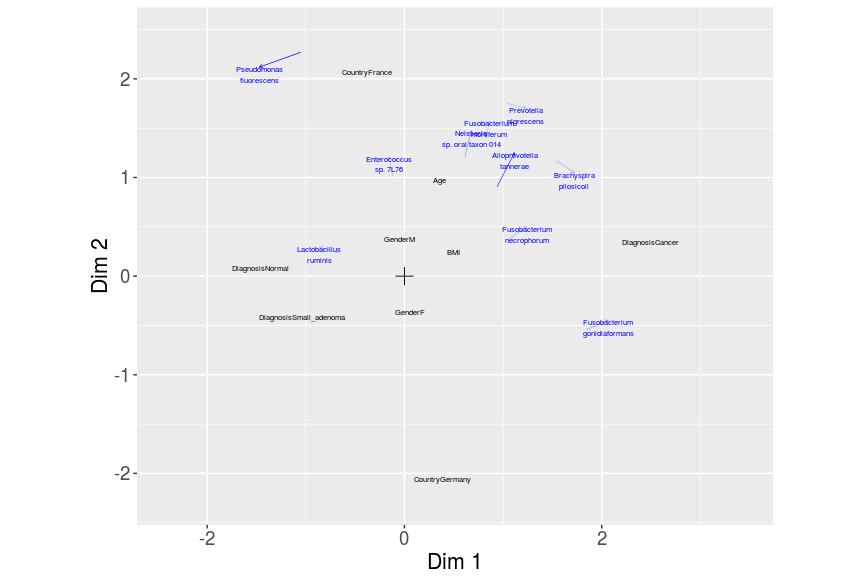 Pseudomonas
fluorescens
CountryFrance
Prevotella
nigrescens
Fusobacterium
mortiferum
Neisseria
sp. oral taxon 014
Alloprevotella
tannerae
Enterococcus
sp. 7L76
Brachyspira
pilosicoli
Age
Fusobacterium
necrophorum
GenderM
BMI
DiagnosisCancer
Lactobacillus
ruminis
DiagnosisNormal
GenderF
DiagnosisSmall_adenoma
Fusobacterium
gonidiaformans
CountryGermany
2
1
0
-1
-2
Dim 2
-2
0
2
Dim 1